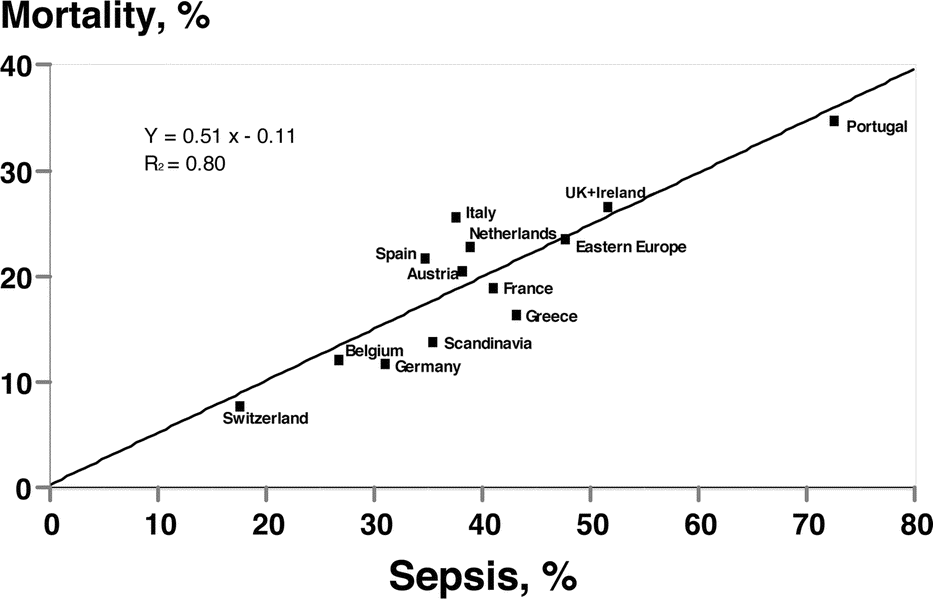 Mortality, %
40
Y = 0.51 x - 0.11
R2 = 0.80
30
20
10
0
Portugal
UK+Ireland
Italy
Netherlands
Eastern Europe
Spain
Austria
France
Greece
Scandinavia
Belgium
Germany
Switzerland
0 10 20 30 40 50 60 70 80
Sepsis, %